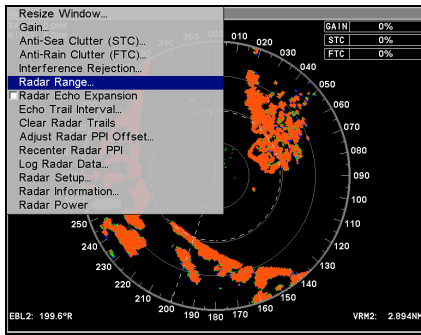 Resize Window...
Gain...
Anti-Sea Clutter (STC)...
Anti-Rain Clutter (FTC)...
Interference Rejection...
Radar Range...
Radar Echo Expansion
Echo Trail Interval...
Clear Radar Trails
Adjust Radar PPI Offset...
Recenter Radar PPI
Log Radar Data...
Radar Setup...
Radar Information...
Radar Power
GAIN 0%
STC 0%
FTC 0%
340
350
000
010
020
030
040
050
060
070
080
090
100
110
120
130
140
150
160
170
180
190
200
210
220
230
240
250
EBL2: 199.6°R
VRM2: 2.894NM